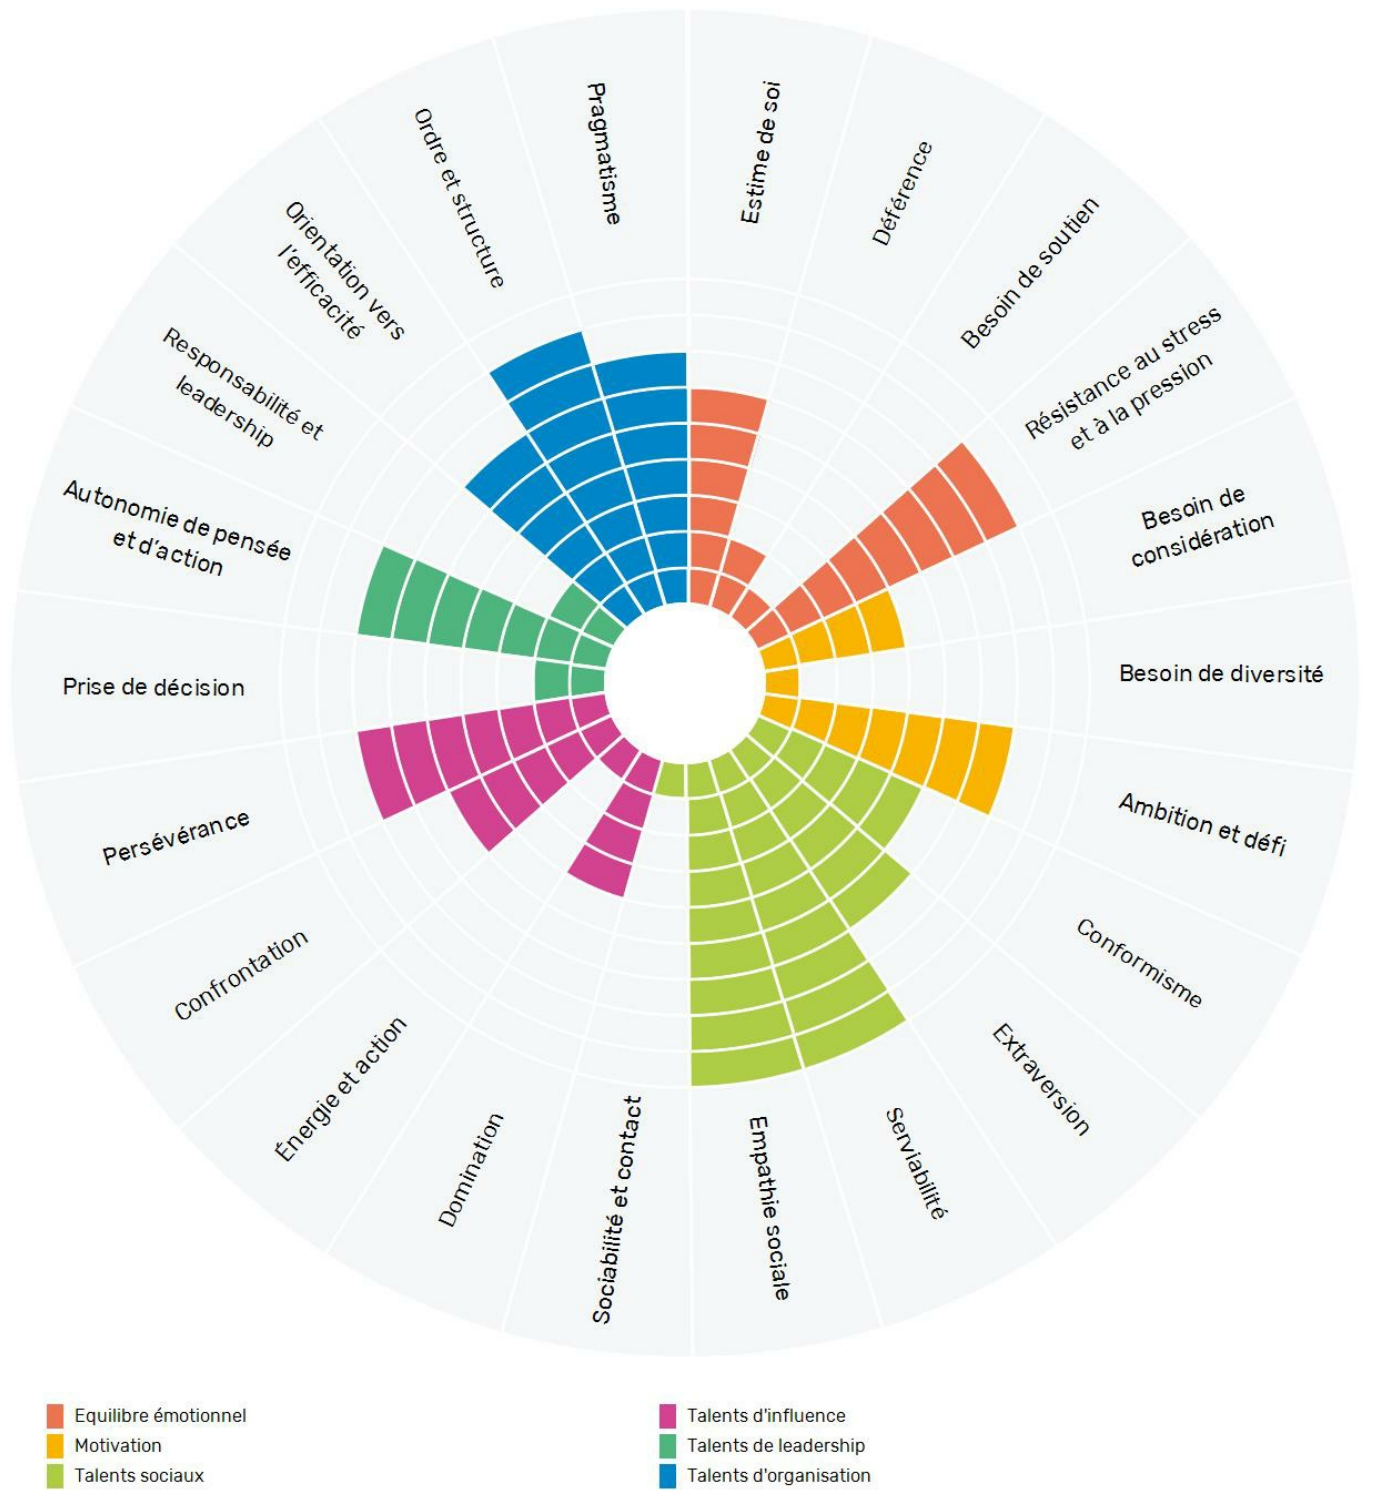 Pragmatisme
Estime de soi
Déférence
Besoin de soutien
Résistance au stress
et à la pression
Besoin de
considération
Besoin de diversité
Ambition et défi
Conformisme
Extraversion
Serviabilité
Empathie sociale
Sociabilité et contact
Domination
Énergie et action
Confrontation
Persévérance
Prise de décision
Autonomie de pensée
et d'action
Responsabilité et
leadership
Orientation vers
l'efficacité
Ordre et structure
Equilibre émotionnel
Motivation
Talents sociaux
Talents d'influence
Talents de leadership
Talents d'organisation